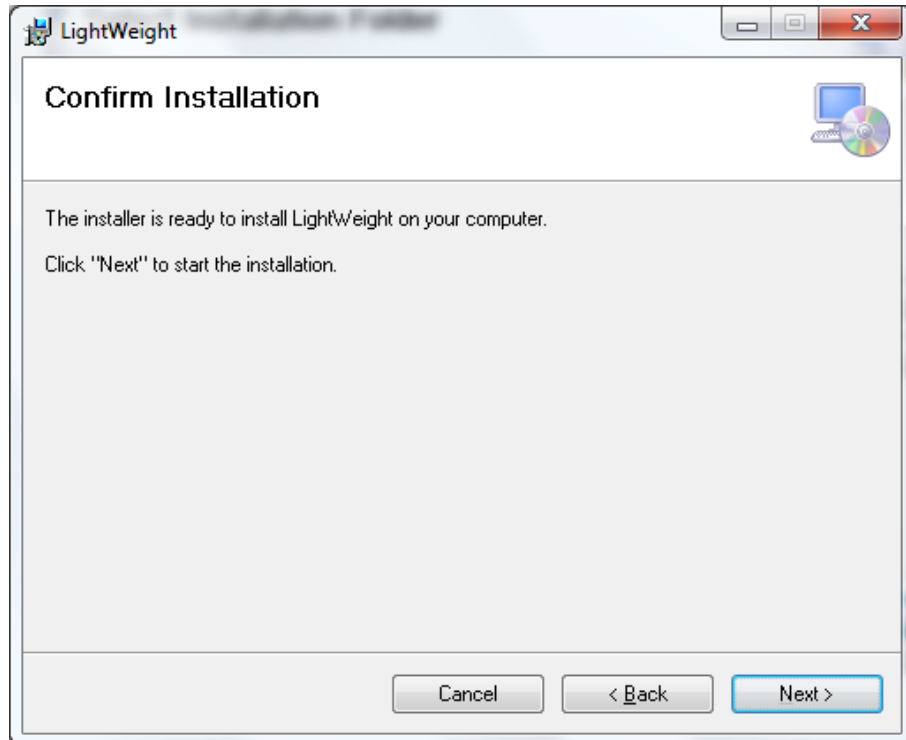 LightWeight
Confirm Installation
The installer is ready to install LightWeight on your computer.
Click "Next" to start the installation.
Cancel
< Back
Next >